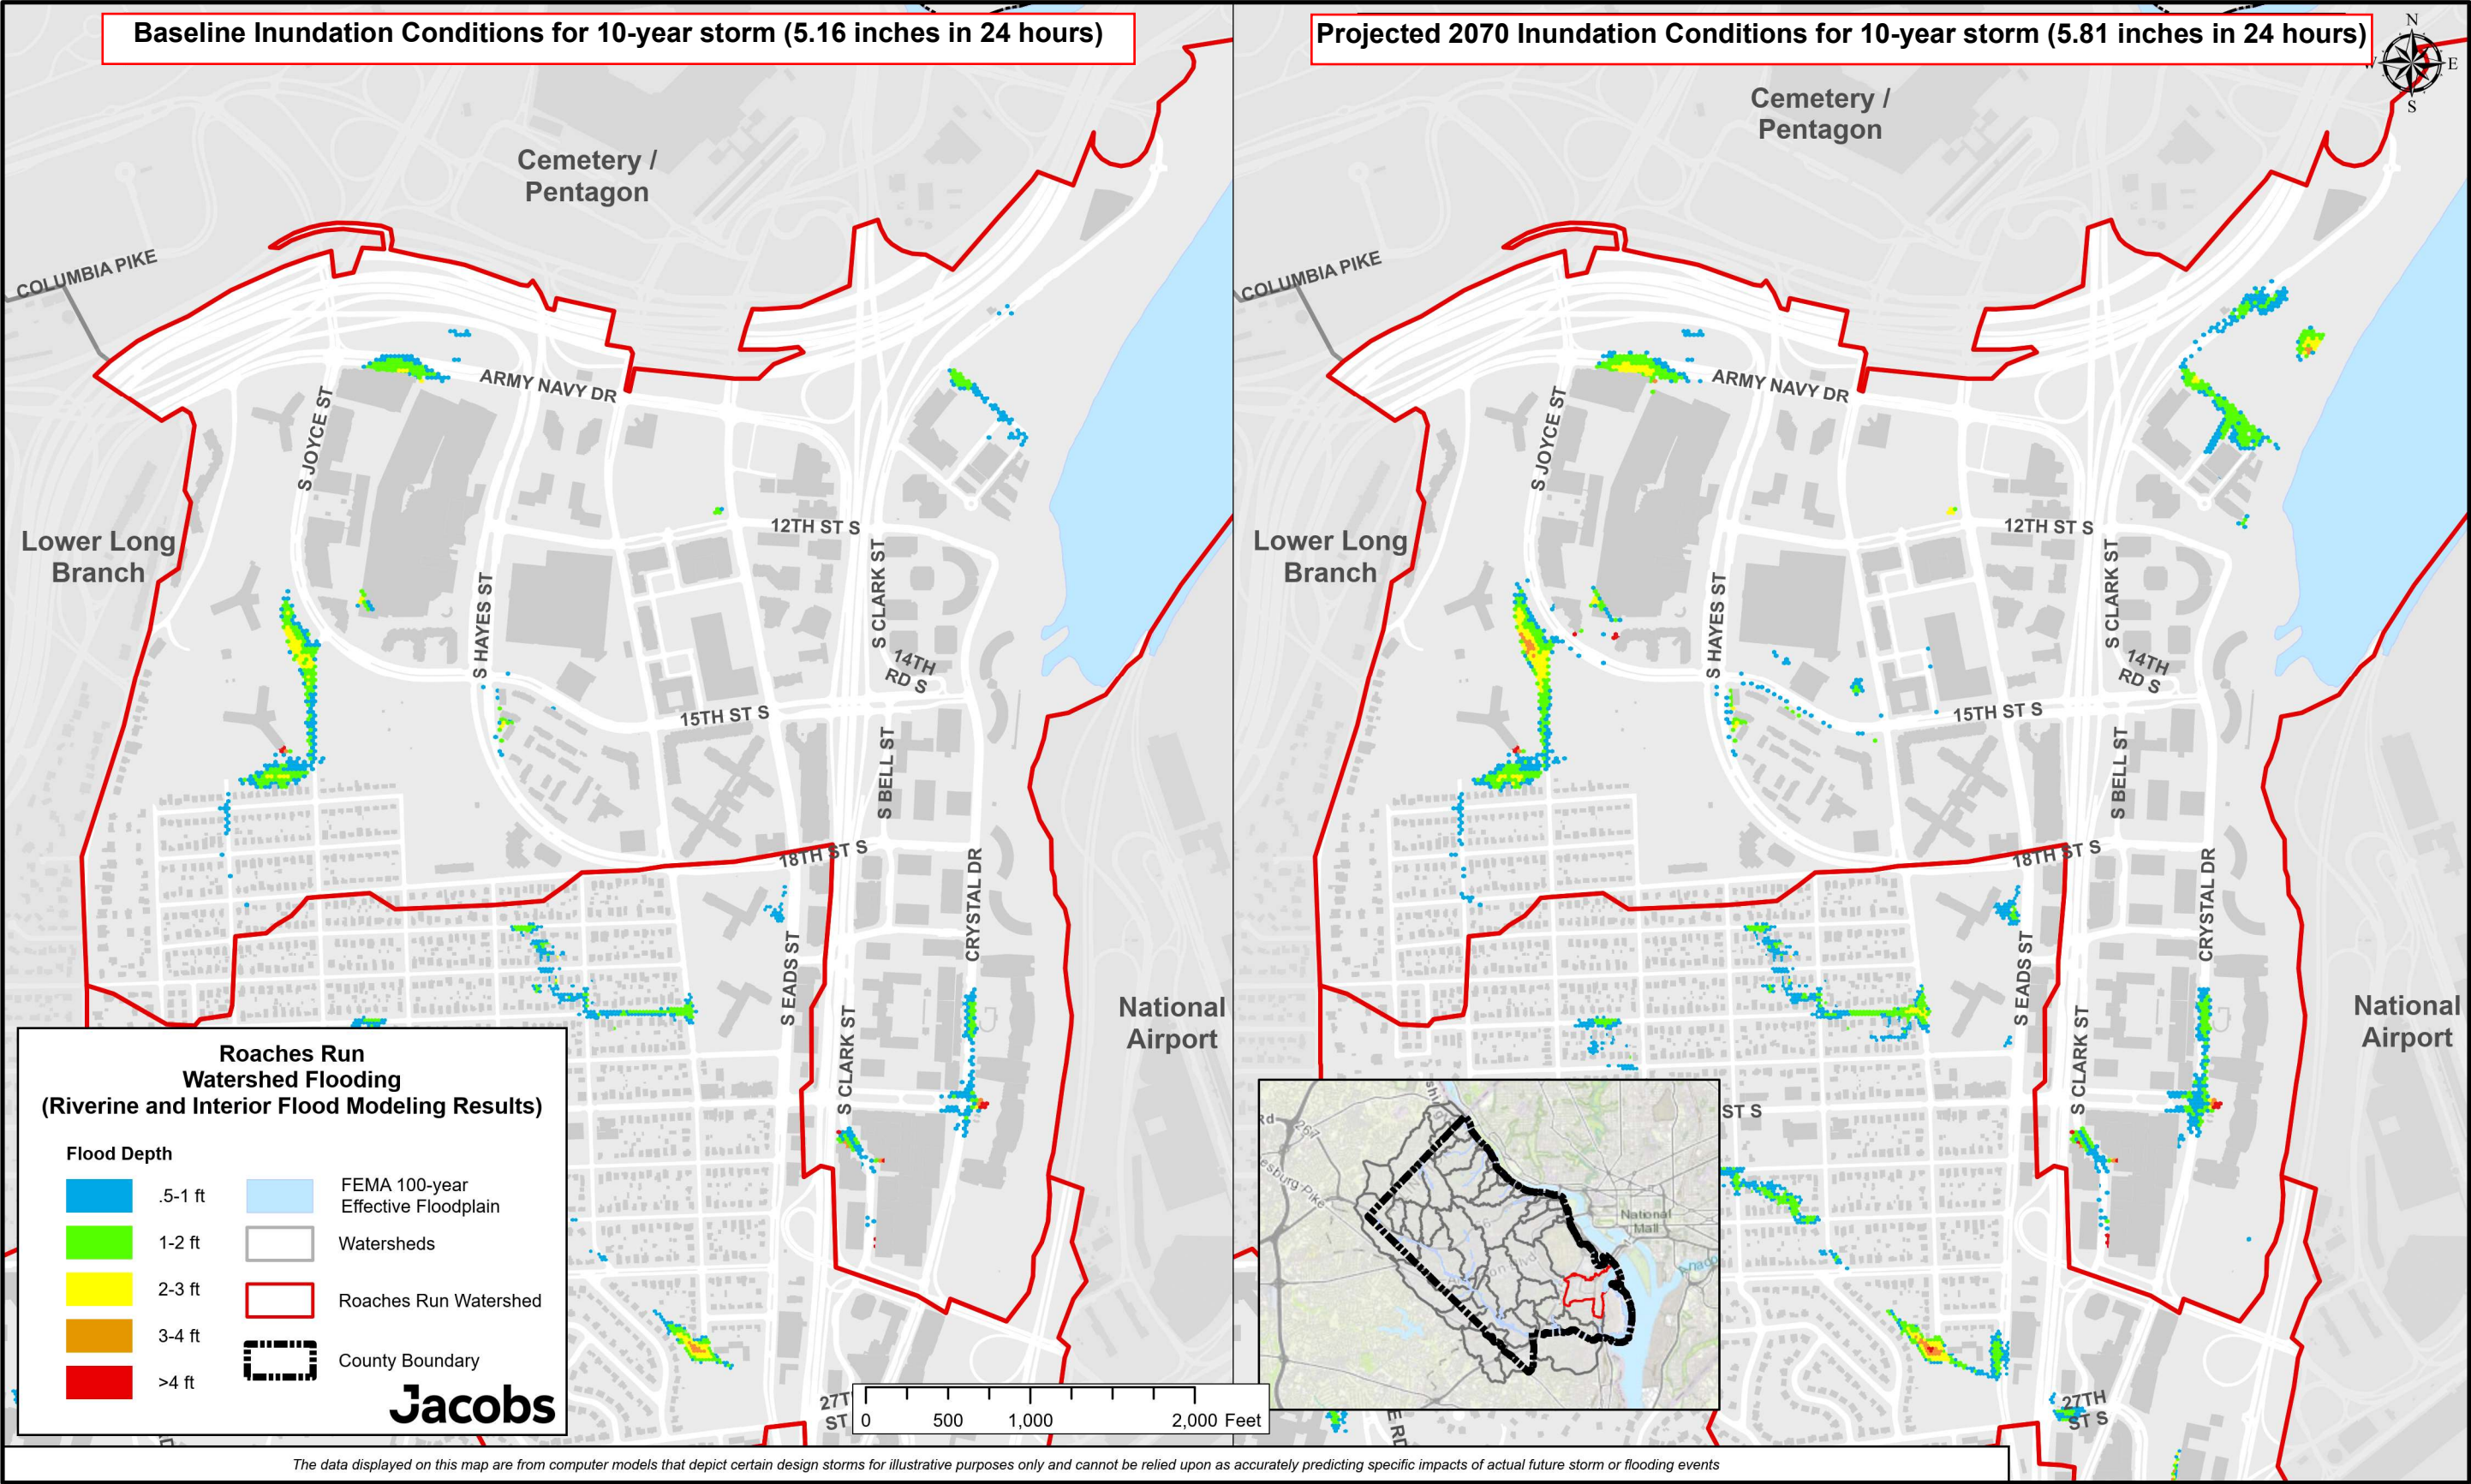 Baseline Inundation Conditions for 10-year storm (5.16 inches in 24 hours)
Cemetery /
Pentagon
COLUMBIA PIKE
ARMY NAVY DR
S JOYCE ST
Lower Long
Branch
12TH ST S
S CLARK ST
S HAYES ST
14TH
RD S
15TH ST S
S BELL ST
18TH ST S
CRYSTAL DR
S EADS ST
S CLARK ST
National
Airport
Roaches Run
Watershed Flooding
(Riverine and Interior Flood Modeling Results)
Flood Depth
.5-1 ft
1-2 ft
2-3 ft
3-4 ft
>4 ft
FEMA 100-year
Effective Floodplain
Watersheds
Roaches Run Watershed
County Boundary
Jacobs
0 500 1,000 2,000 Feet
Projected 2070 Inundation Conditions for 10-year storm (5.81 inches in 24 hours)
N
W
E
S
Cemetery /
Pentagon
COLUMBIA PIKE
ARMY NAVY DR
S JOYCE ST
Lower Long
Branch
12TH ST S
S CLARK ST
S HAYES ST
14TH
RD S
15TH ST S
S BELL ST
18TH ST S
CRYSTAL DR
S EADS ST
S CLARK ST
National
Airport
ST S
267
esburg Pike
National
Mall
27TH
ST S
The data displayed on this map are from computer models that depict certain design storms for illustrative purposes only and cannot be relied upon as accurately predicting specific impacts of actual future storm or flooding events